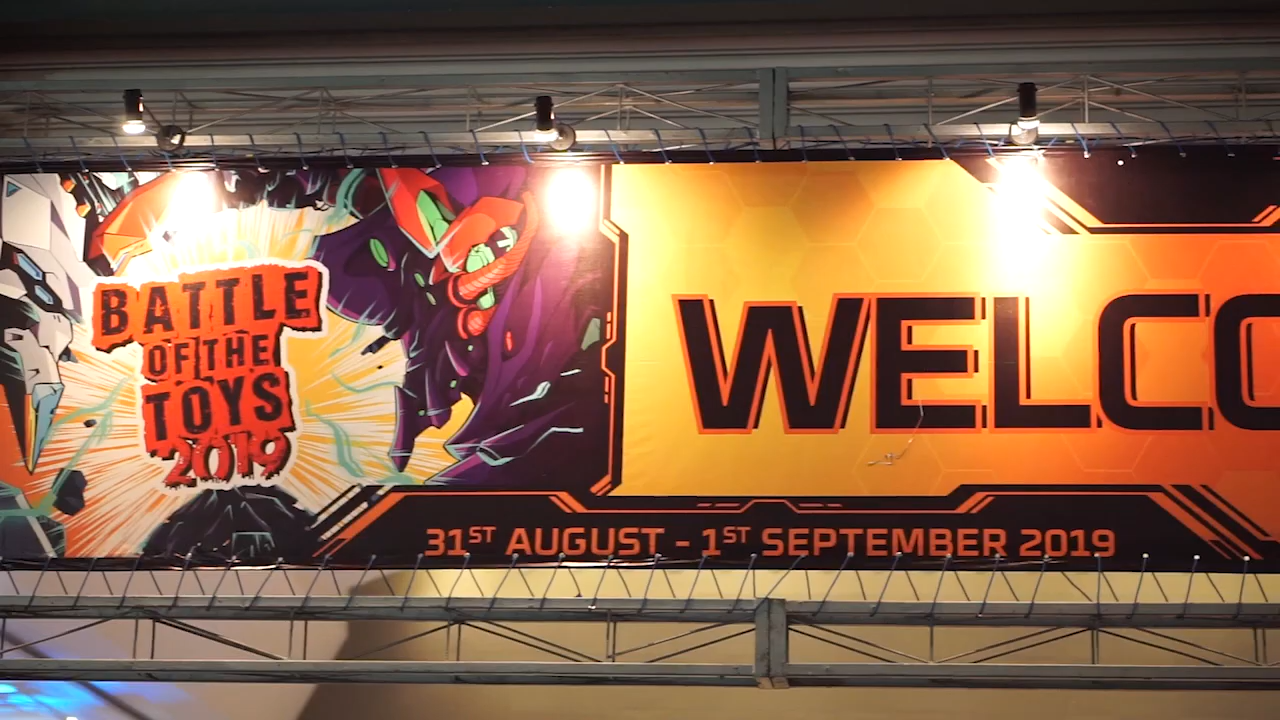 BATTLE
OF THE
TOYS
2019
WELCO
31ST AUGUST - 1ST SEPTEMBER 2019